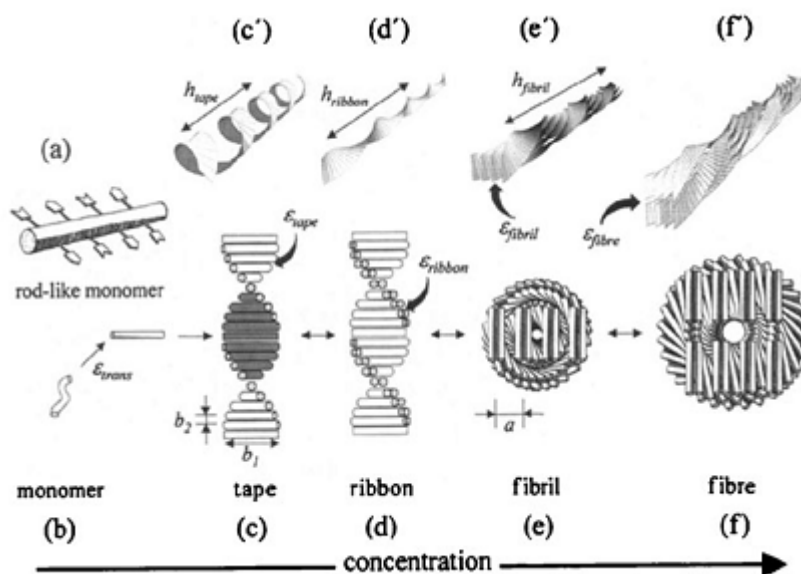 (c´) (d´) (e´) (f´)
h_tape h_ribbon h_fibril
(a)
ε_tape ε_ribbon ε_fibril ε_fibre
rod-like monomer
ε_trans
b_2 b_1 a
monomer tape ribbon fibril fibre
(b) (c) (d) (e) (f)
concentration